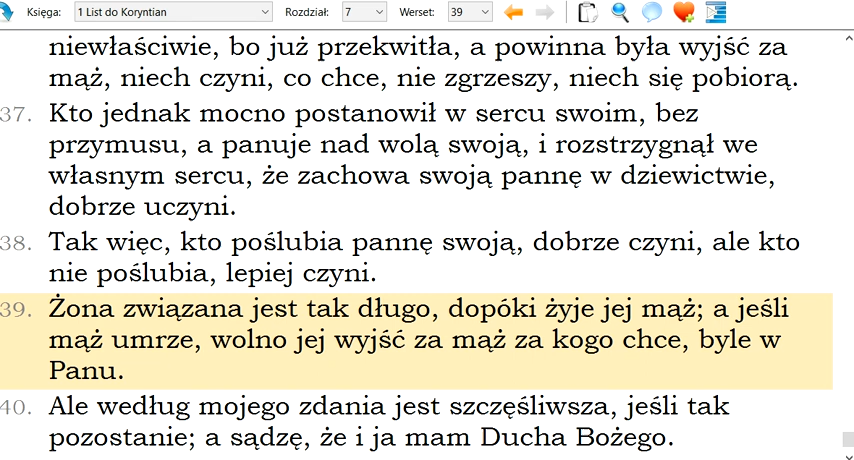 Księga: 1 List do Koryntian Rozdział: 7 Werset: 39
niewłaściwie, bo już przekwitła, a powinna była wyjść za
mąż, niech czyni, co chce, nie zgrzeszy, niech się pobiorą.
37. Kto jednak mocno postanowił w sercu swoim, bez
przymusu, a panuje nad wolą swoją, i rozstrzygnął we
własnym sercu, że zachowa swoją pannę w dziewictwie,
dobrze uczyni.
38. Tak więc, kto poślubia pannę swoją, dobrze czyni, ale kto
nie poślubia, lepiej czyni.
39. Żona związana jest tak długo, dopóki żyje jej mąż; a jeśli
mąż umrze, wolno jej wyjść za mąż za kogo chce, byle w
Panu.
40. Ale według mojego zdania jest szczęśliwsza, jeśli tak
pozostanie; a sądzę, że i ja mam Ducha Bożego.